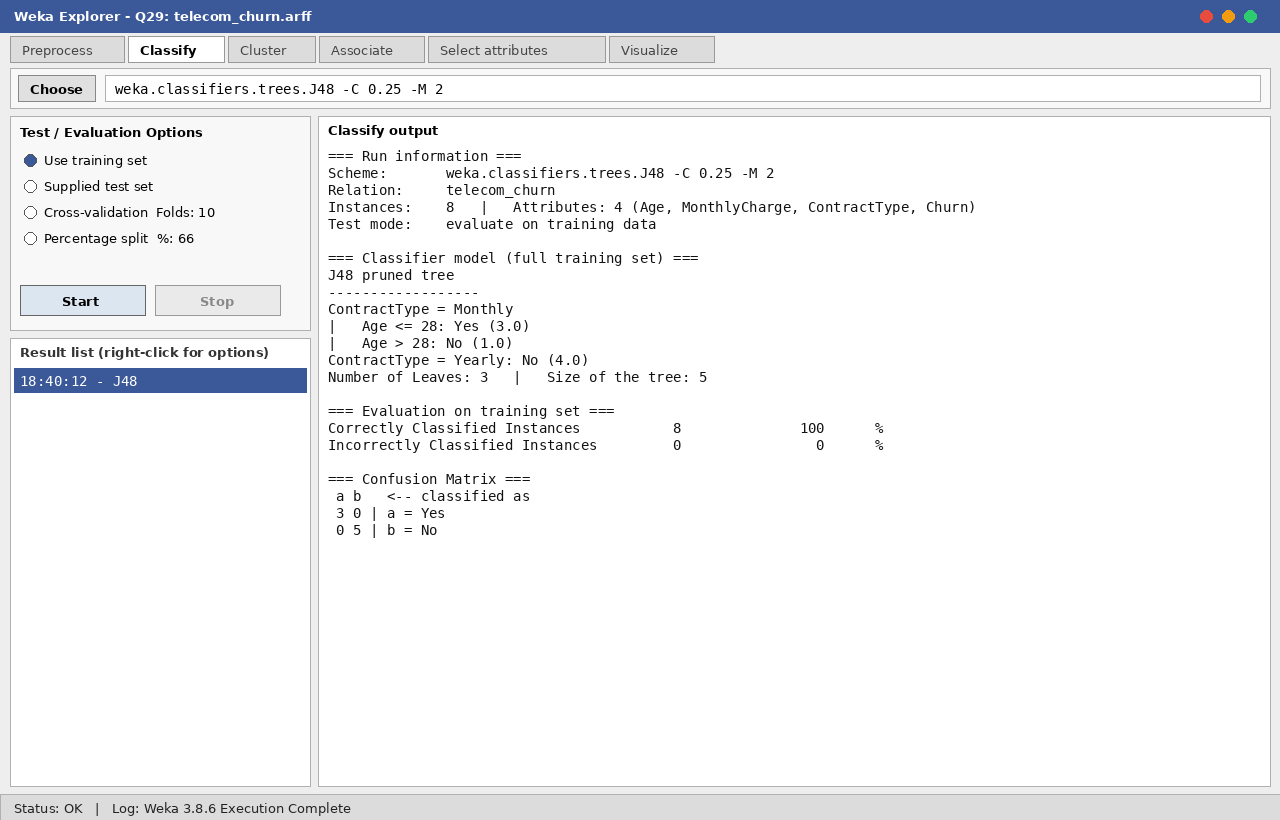 Weka Explorer - Q29: telecom_churn.arff
Preprocess Classify Cluster Associate Select attributes Visualize
Choose weka.classifiers.trees.J48 -C 0.25 -M 2
Test / Evaluation Options
Use training set
Supplied test set
Cross-validation Folds: 10
Percentage split %: 66
Start Stop
Result list (right-click for options)
18:40:12 - J48
Classify output
=== Run information ===
Scheme:       weka.classifiers.trees.J48 -C 0.25 -M 2
Relation:     telecom_churn
Instances:    8   |   Attributes: 4 (Age, MonthlyCharge, ContractType, Churn)
Test mode:    evaluate on training data
=== Classifier model (full training set) ===
J48 pruned tree
------------------
ContractType = Monthly
|   Age <= 28: Yes (3.0)
|   Age > 28: No (1.0)
ContractType = Yearly: No (4.0)
Number of Leaves: 3   |   Size of the tree: 5
=== Evaluation on training set ===
Correctly Classified Instances           8              100      %
Incorrectly Classified Instances         0                0      %
=== Confusion Matrix ===
 a b   <-- classified as
 3 0 | a = Yes
 0 5 | b = No
Status: OK | Log: Weka 3.8.6 Execution Complete